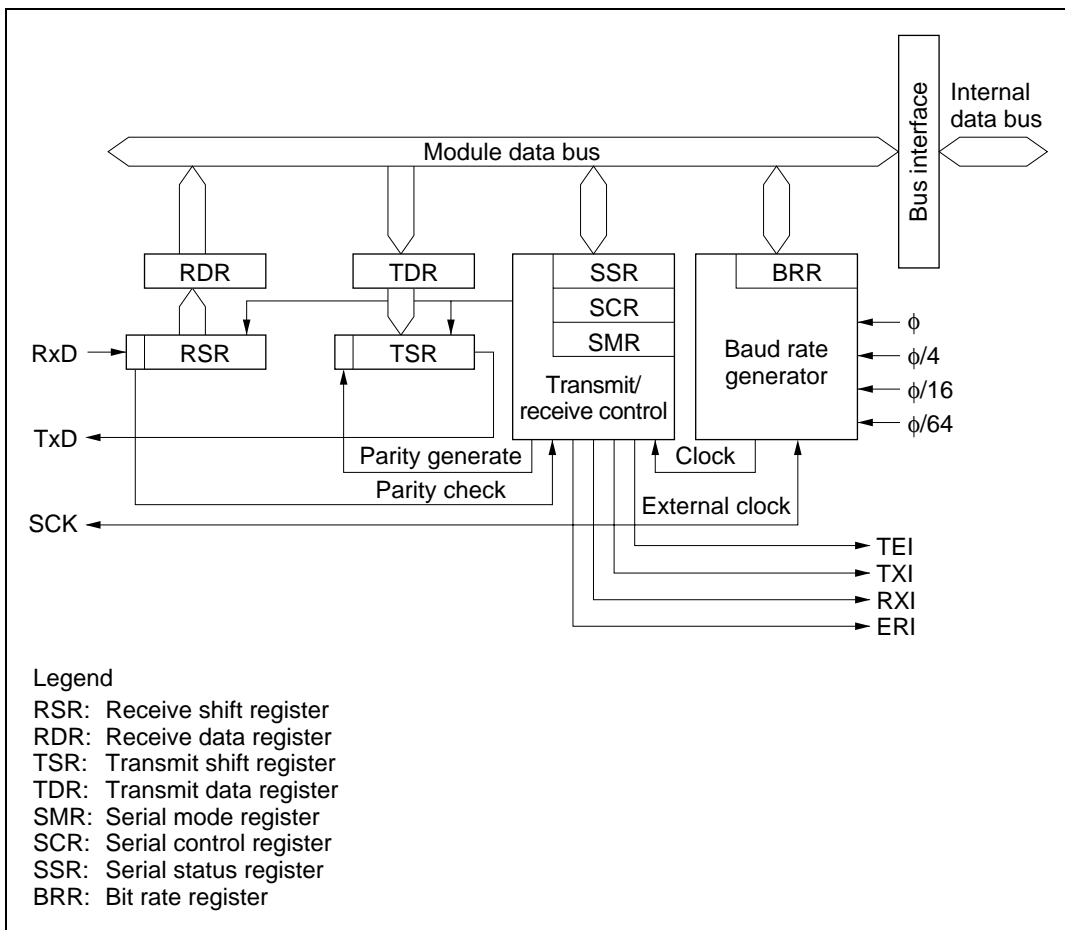 Bus interface
Internal
data bus
Module data bus
RDR
TDR
SSR
BRR
SCR
SMR
RSR
TSR
RxD
TxD
SCK
Transmit/
receive control
Baud rate
generator
ϕ
ϕ/4
ϕ/16
ϕ/64
Parity generate
Parity check
Clock
External clock
TEI
TXI
RXI
ERI
Legend
RSR: Receive shift register
RDR: Receive data register
TSR: Transmit shift register
TDR: Transmit data register
SMR: Serial mode register
SCR: Serial control register
SSR: Serial status register
BRR: Bit rate register